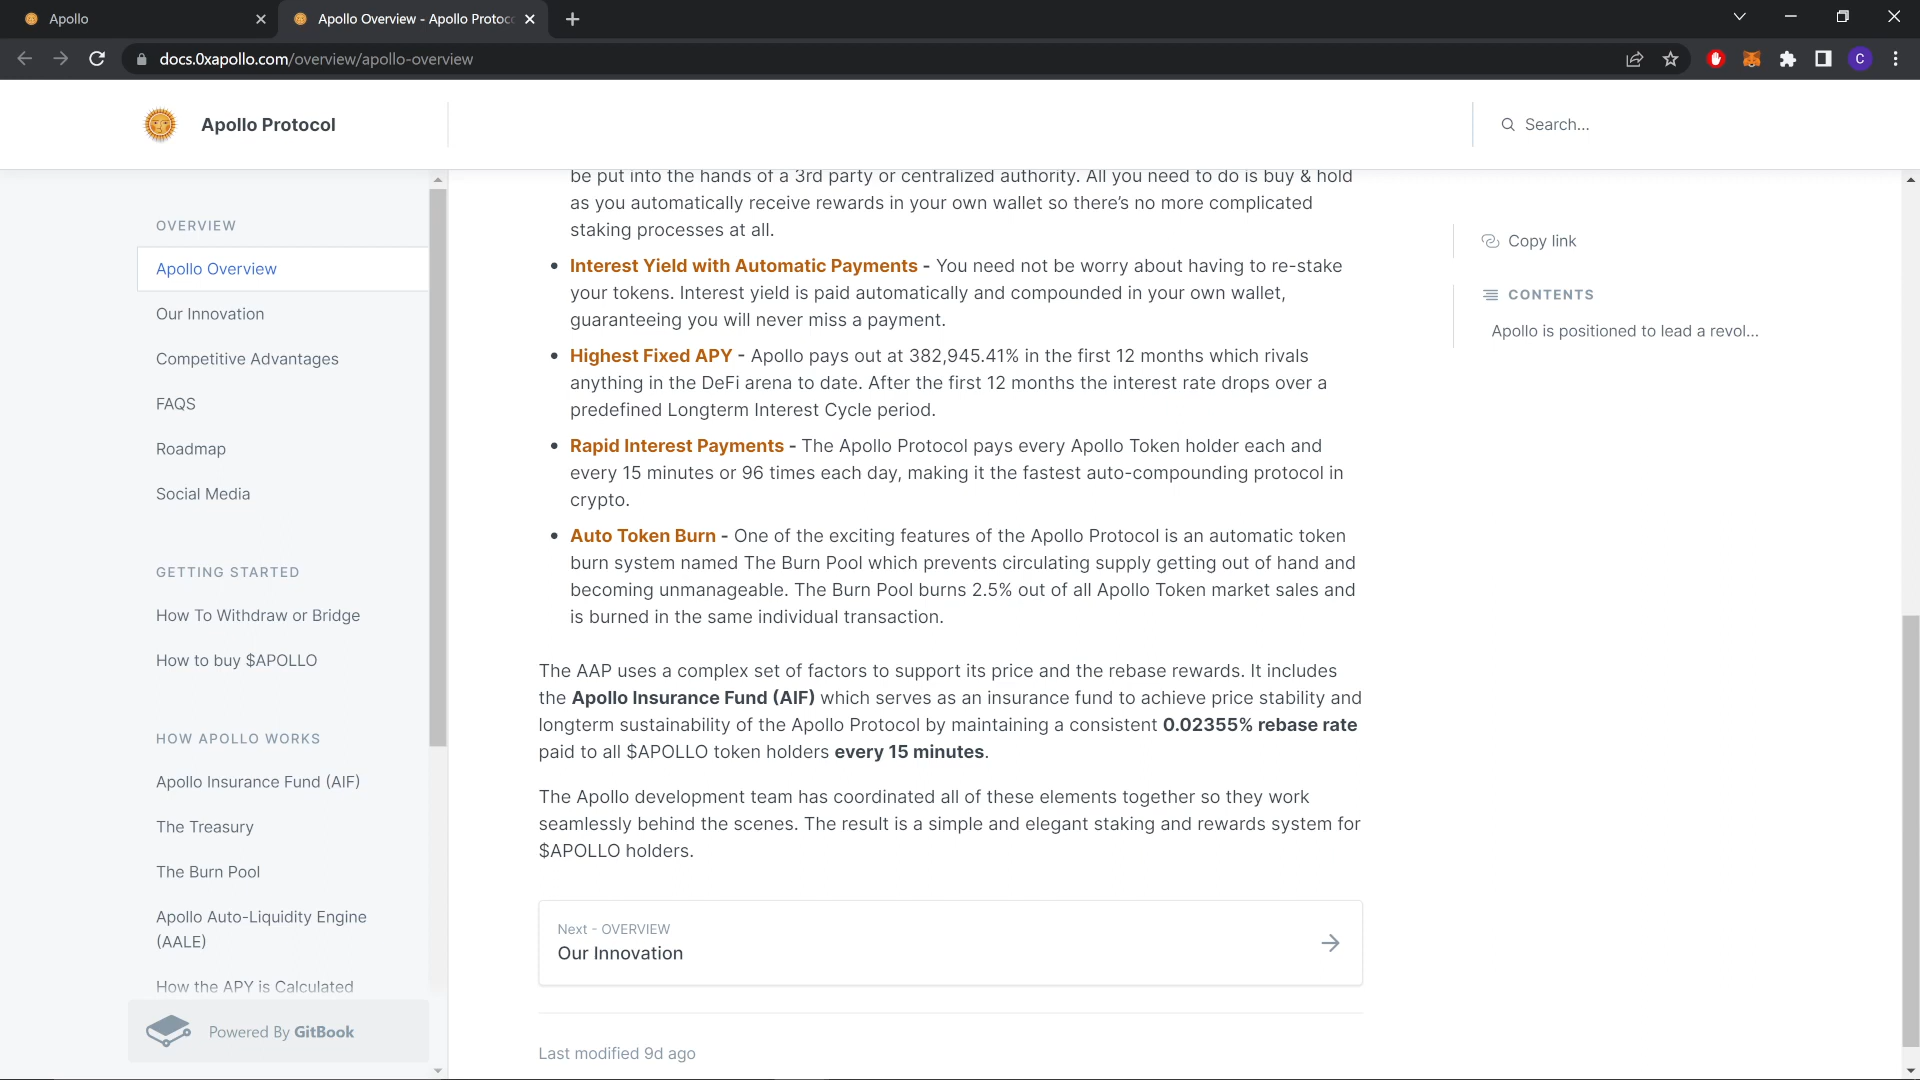 Apollo
Apollo Overview - Apollo Protoc
docs.0xapollo.com/overview/apollo-overview
C
Apollo Protocol
Search...
OVERVIEW
Apollo Overview
Our Innovation
Competitive Advantages
FAQS
Roadmap
Social Media
GETTING STARTED
How To Withdraw or Bridge
How to buy $APOLLO
HOW APOLLO WORKS
Apollo Insurance Fund (AIF)
The Treasury
The Burn Pool
Apollo Auto-Liquidity Engine
(AALE)
How the APY is Calculated
Powered By GitBook
be put into the hands of a 3rd party or centralized authority. All you need to do is buy & hold
as you automatically receive rewards in your own wallet so there's no more complicated
staking processes at all.
• Interest Yield with Automatic Payments - You need not be worry about having to re-stake
your tokens. Interest yield is paid automatically and compounded in your own wallet,
guaranteeing you will never miss a payment.
• Highest Fixed APY - Apollo pays out at 382,945.41% in the first 12 months which rivals
anything in the DeFi arena to date. After the first 12 months the interest rate drops over a
predefined Longterm Interest Cycle period.
• Rapid Interest Payments - The Apollo Protocol pays every Apollo Token holder each and
every 15 minutes or 96 times each day, making it the fastest auto-compounding protocol in
crypto.
• Auto Token Burn - One of the exciting features of the Apollo Protocol is an automatic token
burn system named The Burn Pool which prevents circulating supply getting out of hand and
becoming unmanageable. The Burn Pool burns 2.5% out of all Apollo Token market sales and
is burned in the same individual transaction.
The AAP uses a complex set of factors to support its price and the rebase rewards. It includes
the Apollo Insurance Fund (AIF) which serves as an insurance fund to achieve price stability and
longterm sustainability of the Apollo Protocol by maintaining a consistent 0.02355% rebase rate
paid to all $APOLLO token holders every 15 minutes.
The Apollo development team has coordinated all of these elements together so they work
seamlessly behind the scenes. The result is a simple and elegant staking and rewards system for
$APOLLO holders.
Next - OVERVIEW
Our Innovation
Last modified 9d ago
Copy link
CONTENTS
Apollo is positioned to lead a revol...